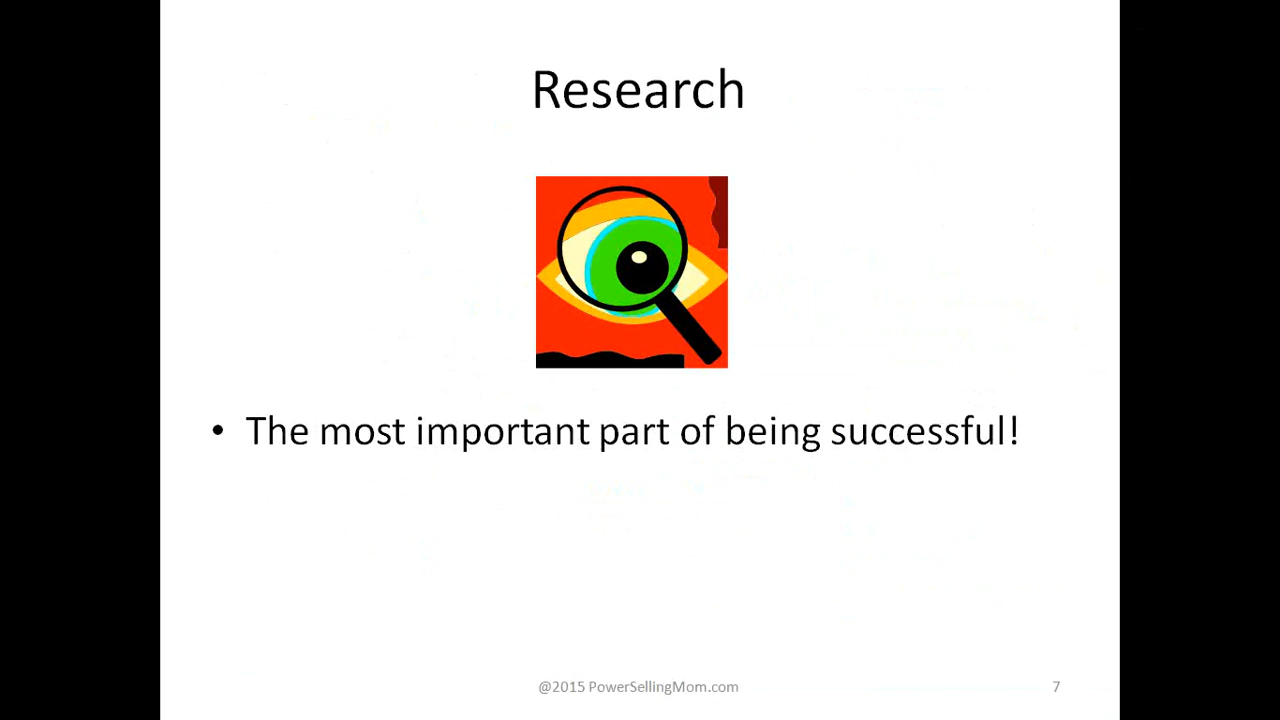 Research
• The most important part of being successful!
@2015 PowerSellingMom.com
7